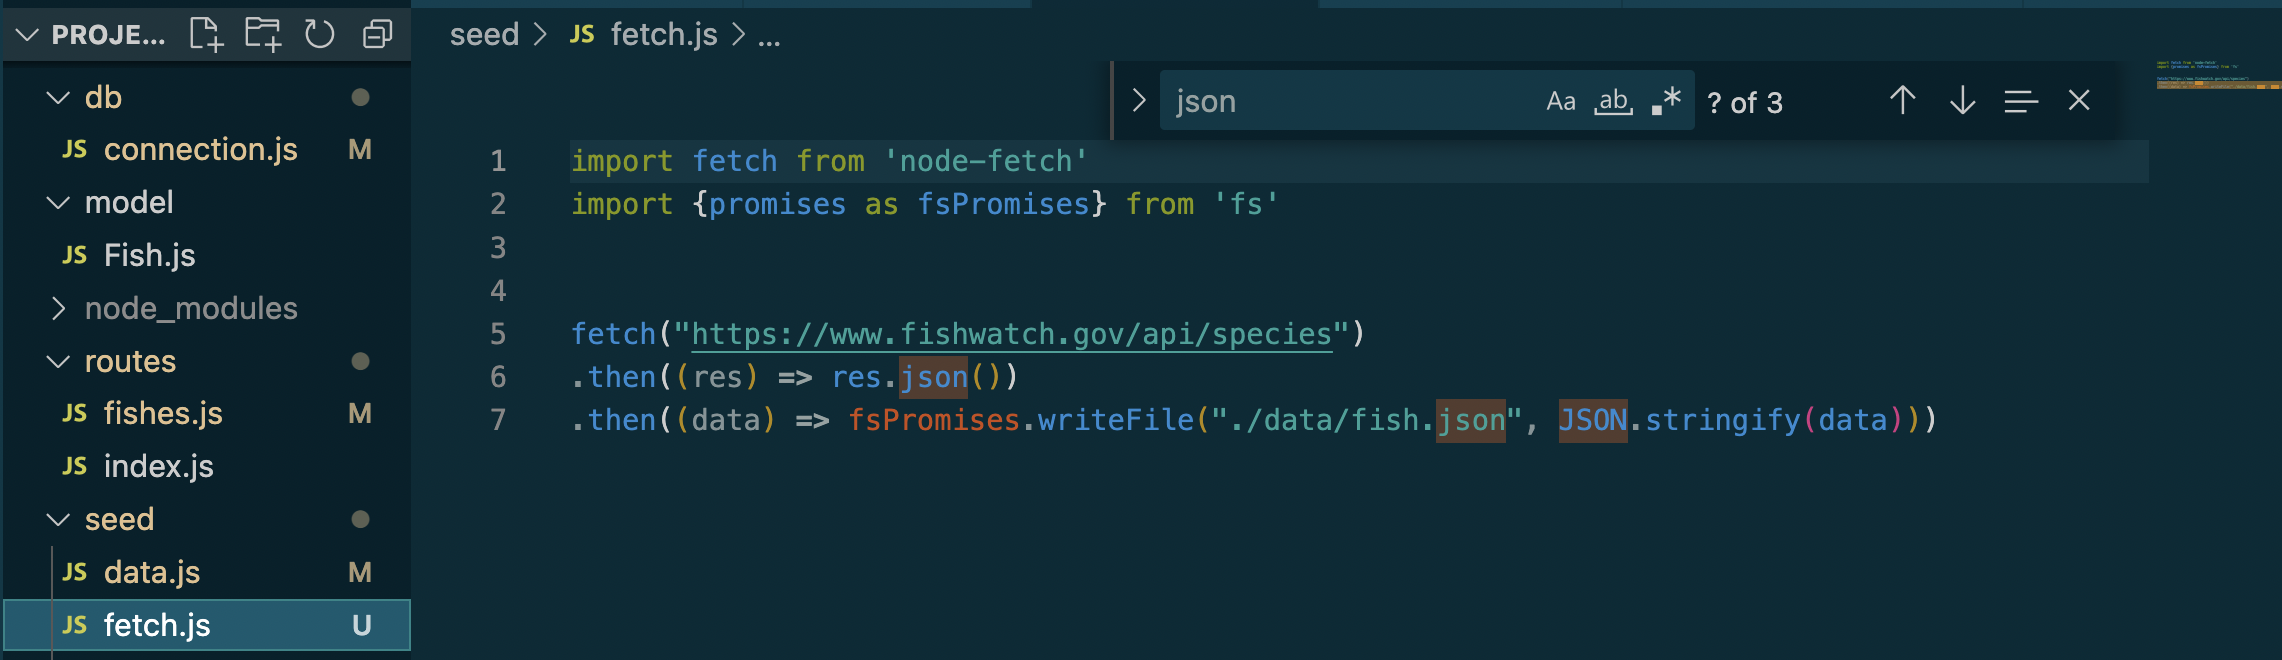 PROJE...
db
JS connection.js M
model
JS Fish.js
node_modules
routes
JS fishes.js M
JS index.js
seed
JS data.js M
JS fetch.js U
seed > JS fetch.js > ...
json Aa ab .* ? of 3
1 import fetch from 'node-fetch'
2 import {promises as fsPromises} from 'fs'
3
4
5 fetch("https://www.fishwatch.gov/api/species")
6 .then((res) => res.json())
7 .then((data) => fsPromises.writeFile("./data/fish.json", JSON.stringify(data)))